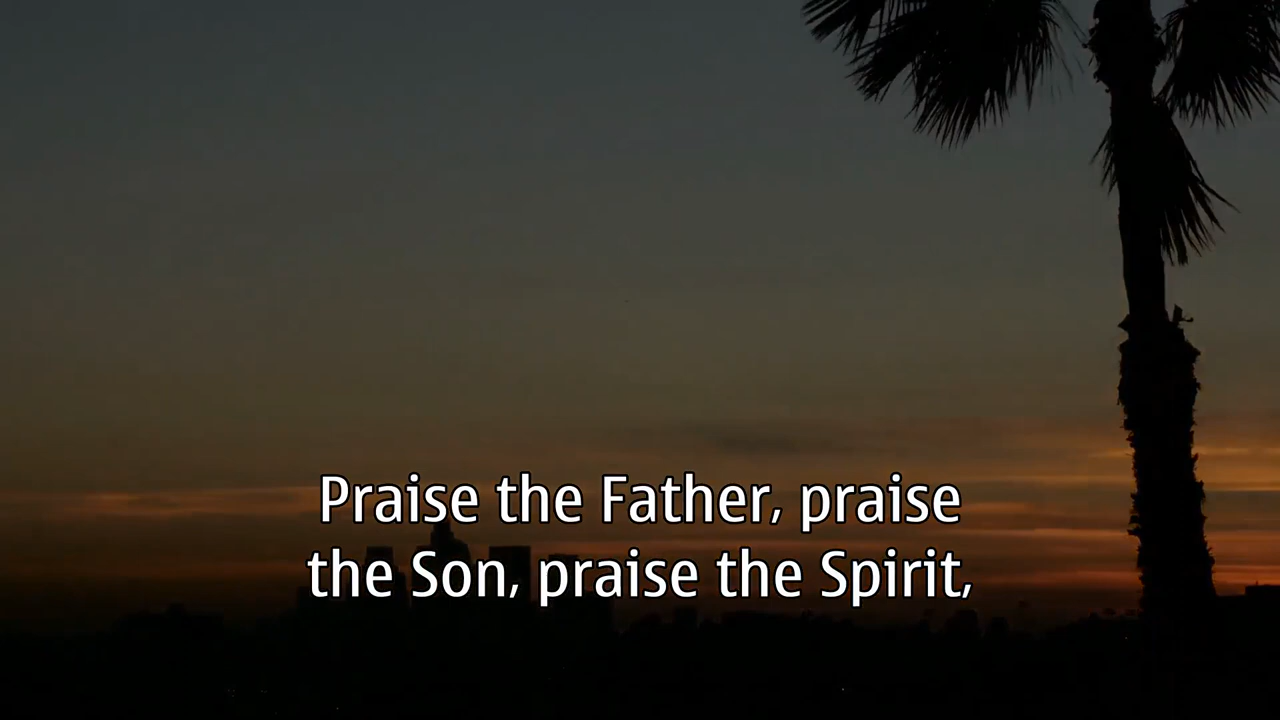 Praise the Father, praise
the Son, praise the Spirit,